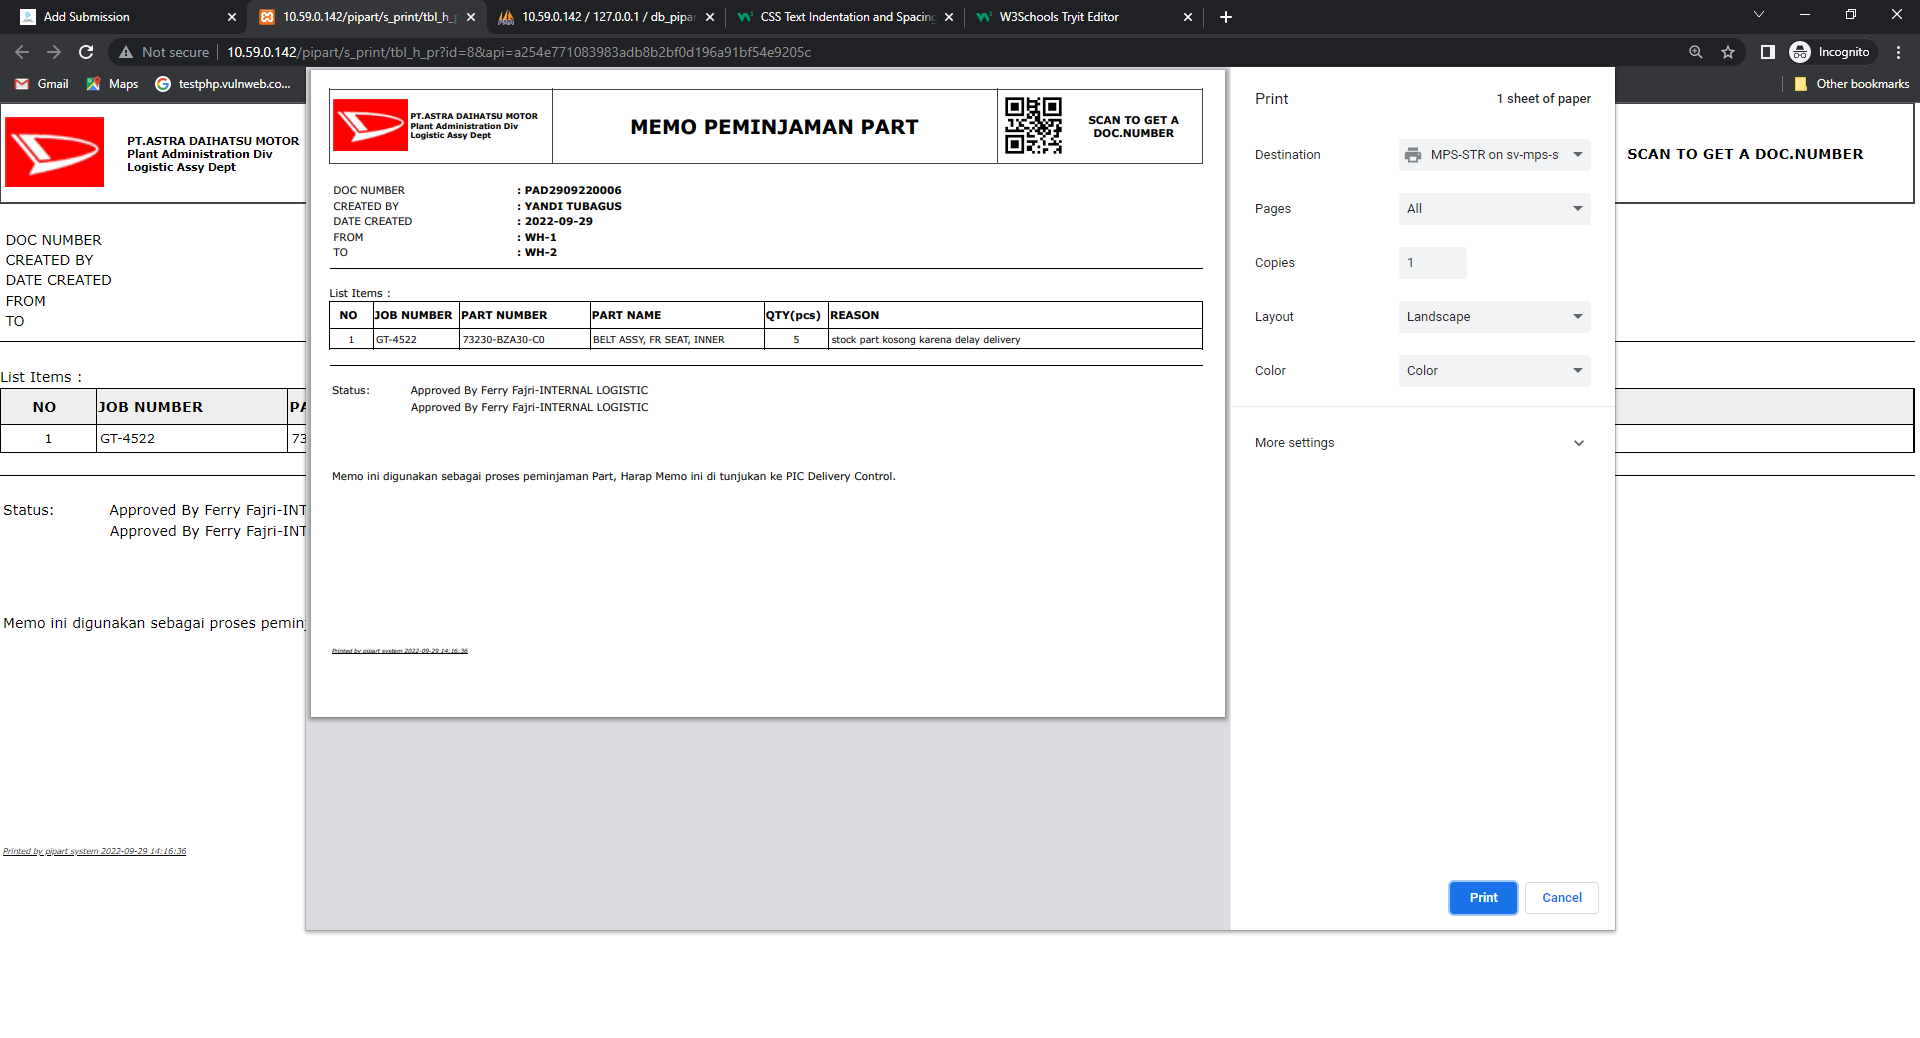 Add Submission
10.59.0.142/pipart/s_print/tbl_h_p
10.59.0.142 / 127.0.0.1 / db_pipar
CSS Text Indentation and Spacing
W3Schools Tryit Editor
Not secure
10.59.0.142/pipart/s_print/tbl_h_pr?id=8&api=a254e771083983adb8b2bf0d196a91bf54e9205c
Incognito
Gmail
Maps
testphp.vulnweb.co...
Other bookmarks
PT.ASTRA DAIHATSU MOTOR
Plant Administration Div
Logistic Assy Dept
SCAN TO GET A DOC.NUMBER
DOC NUMBER
CREATED BY
DATE CREATED
FROM
TO
List Items :
NO JOB NUMBER PA
1 GT-4522 73
Status: Approved By Ferry Fajri-INT
Approved By Ferry Fajri-INT
Memo ini digunakan sebagai proses pemin
Printed by pipart system 2022-09-29 14:16:36
PT.ASTRA DAIHATSU MOTOR
Plant Administration Div
Logistic Assy Dept
MEMO PEMINJAMAN PART
SCAN TO GET A
DOC.NUMBER
DOC NUMBER : PAD2909220006
CREATED BY : YANDI TUBAGUS
DATE CREATED : 2022-09-29
FROM : WH-1
TO : WH-2
List Items :
NO JOB NUMBER PART NUMBER PART NAME QTY(pcs) REASON
1 GT-4522 73230-BZA30-C0 BELT ASSY, FR SEAT, INNER 5 stock part kosong karena delay delivery
Status: Approved By Ferry Fajri-INTERNAL LOGISTIC
Approved By Ferry Fajri-INTERNAL LOGISTIC
Memo ini digunakan sebagai proses peminjaman Part, Harap Memo ini di tunjukan ke PIC Delivery Control.
Printed by pipart system 2022-09-29 14:16:36
Print 1 sheet of paper
Destination MPS-STR on sv-mps-s
Pages All
Copies 1
Layout Landscape
Color Color
More settings
Print Cancel